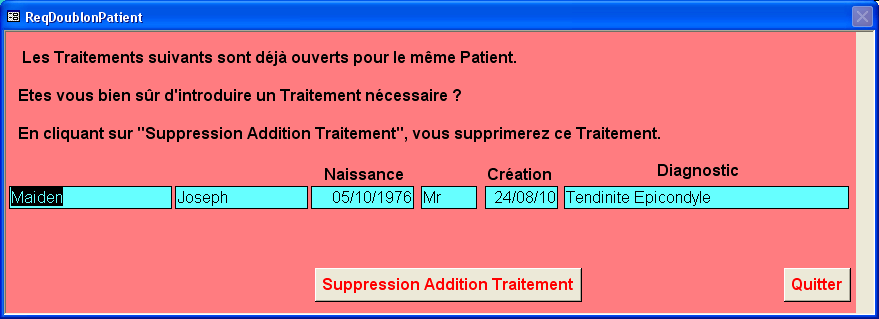 ReqDoublonPatient
Les Traitements suivants sont déjà ouverts pour le même Patient.
Etes vous bien sûr d'introduire un Traitement nécessaire ?
En cliquant sur "Suppression Addition Traitement", vous supprimerez ce Traitement.
Naissance Création Diagnostic
Maiden Joseph 05/10/1976 Mr 24/08/10 Tendinite Epicondyle
Suppression Addition Traitement Quitter